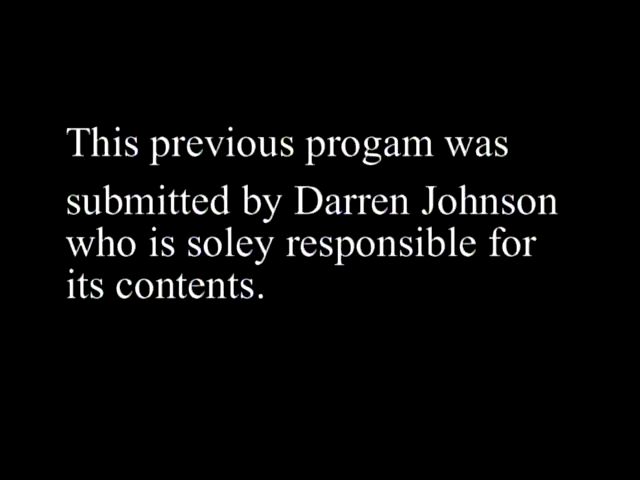 This previous progam was
submitted by Darren Johnson
who is soley responsible for
its contents.